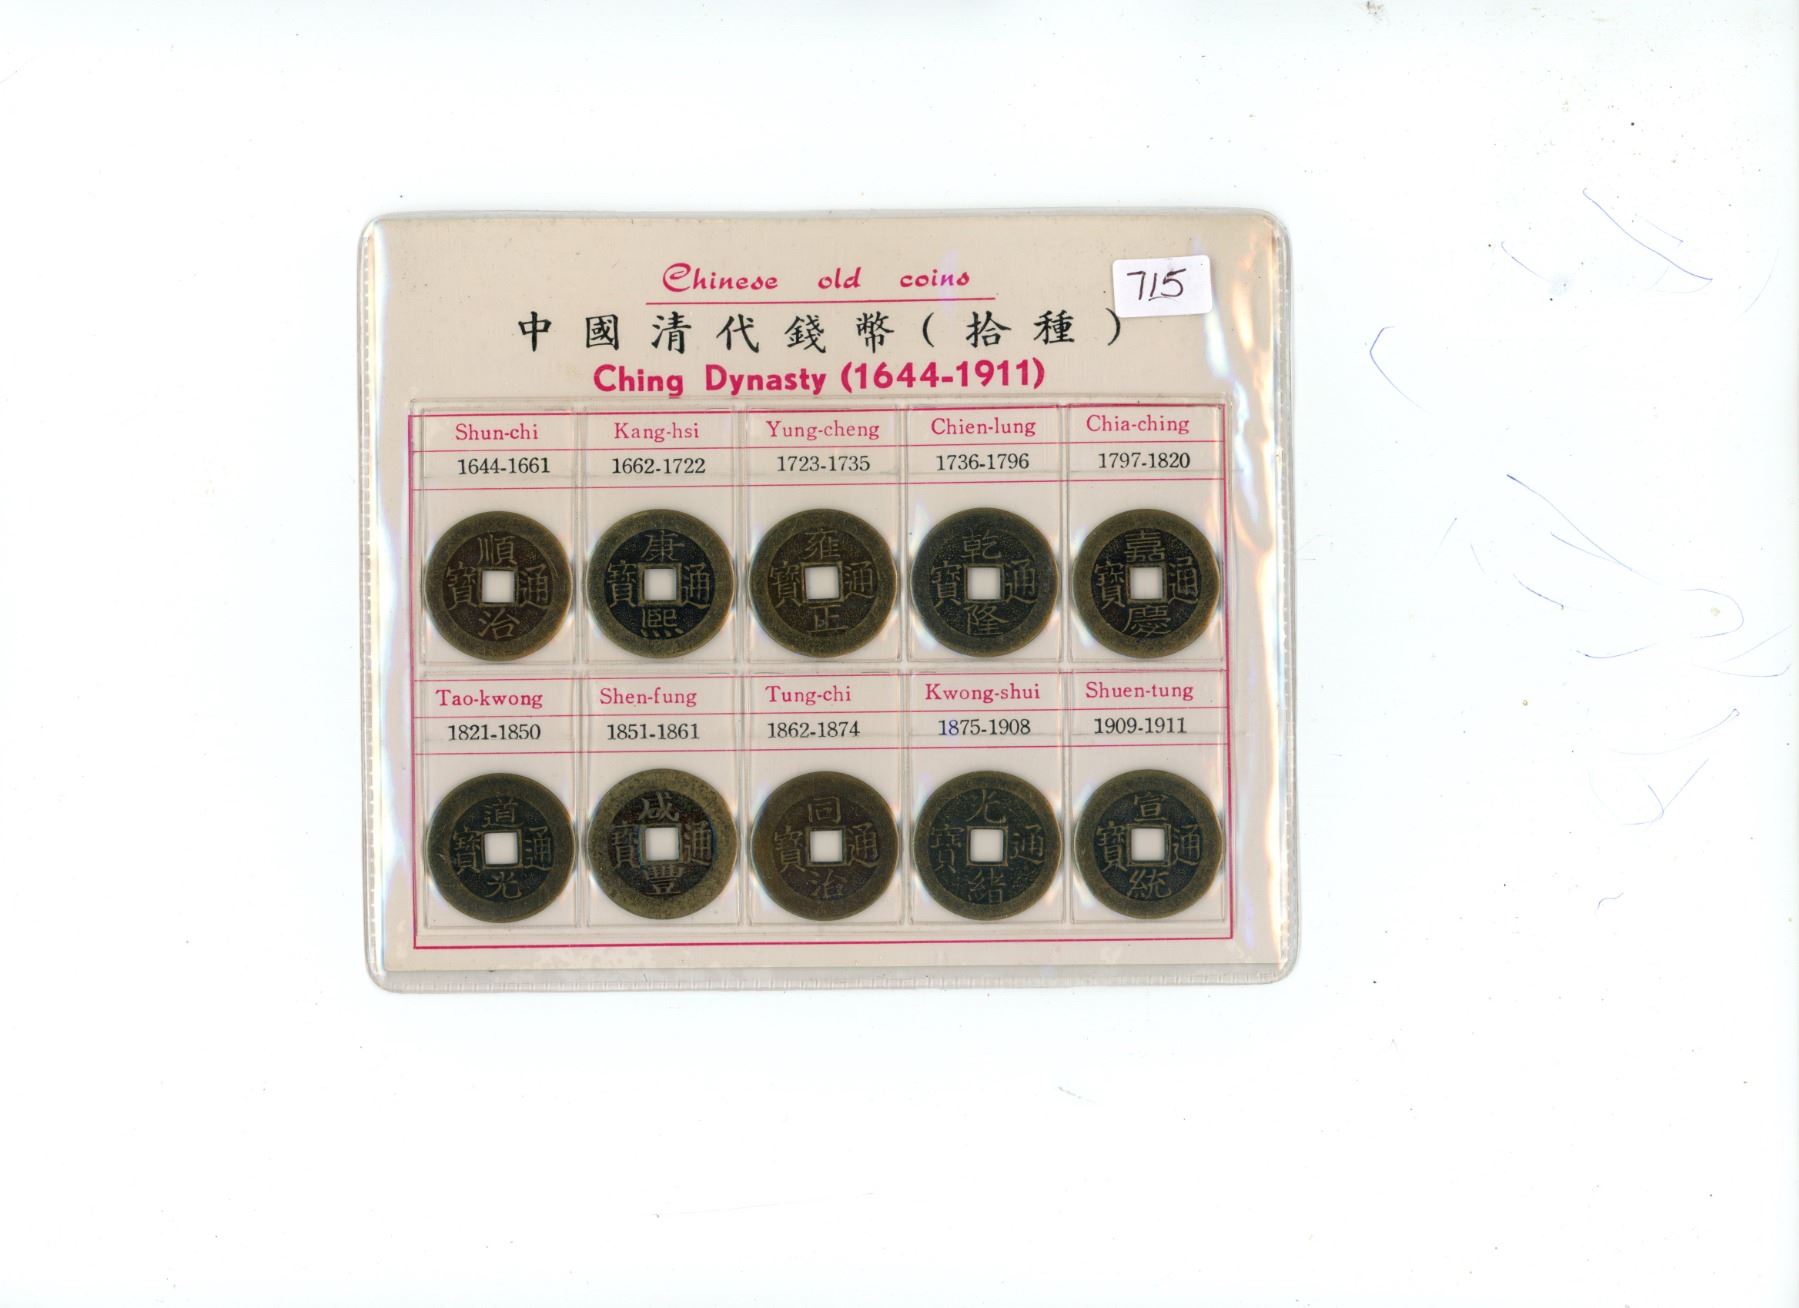 Chinese old coins
715
中國清代錢幣(拾種)
Ching Dynasty (1644-1911)
Shun-chi Kang-hsi Yung-cheng Chien-lung Chia-ching
1644-1661 1662-1722 1723-1735 1736-1796 1797-1820
順治通寶 康熙通寶 雍正通寶 乾隆通寶 嘉慶通寶
Tao-kwong Shen-fung Tung-chi Kwong-shui Shuen-tung
1821-1850 1851-1861 1862-1874 1875-1908 1909-1911
道光通寶 咸豐通寶 同治通寶 光緒通寶 宣統通寶